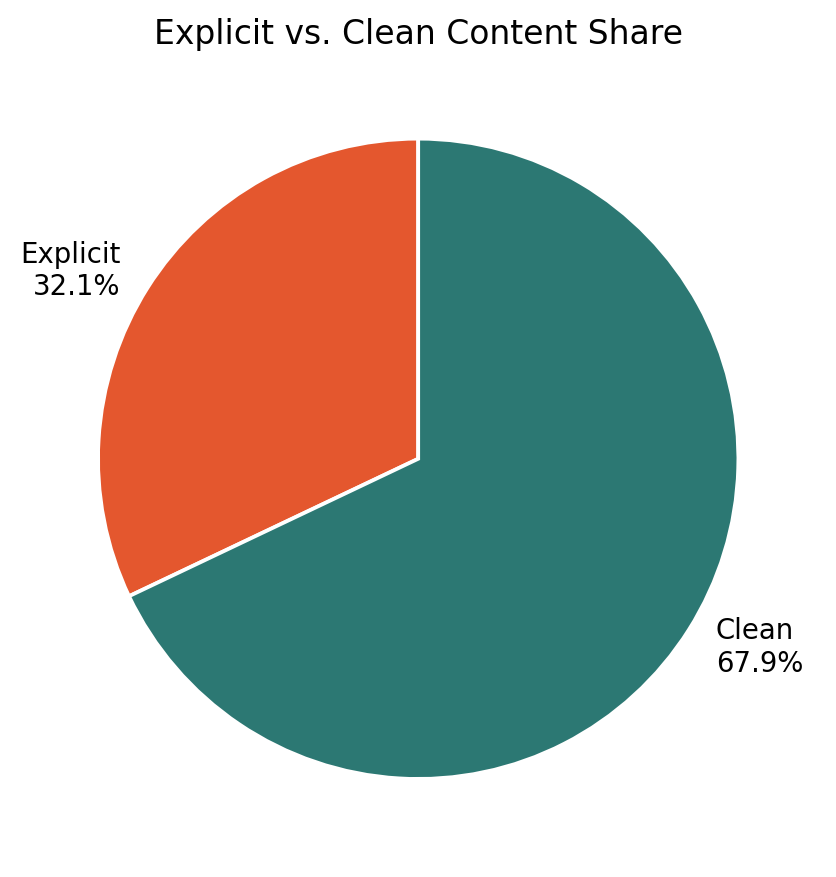 Explicit vs. Clean Content Share
Explicit
32.1%
Clean
67.9%